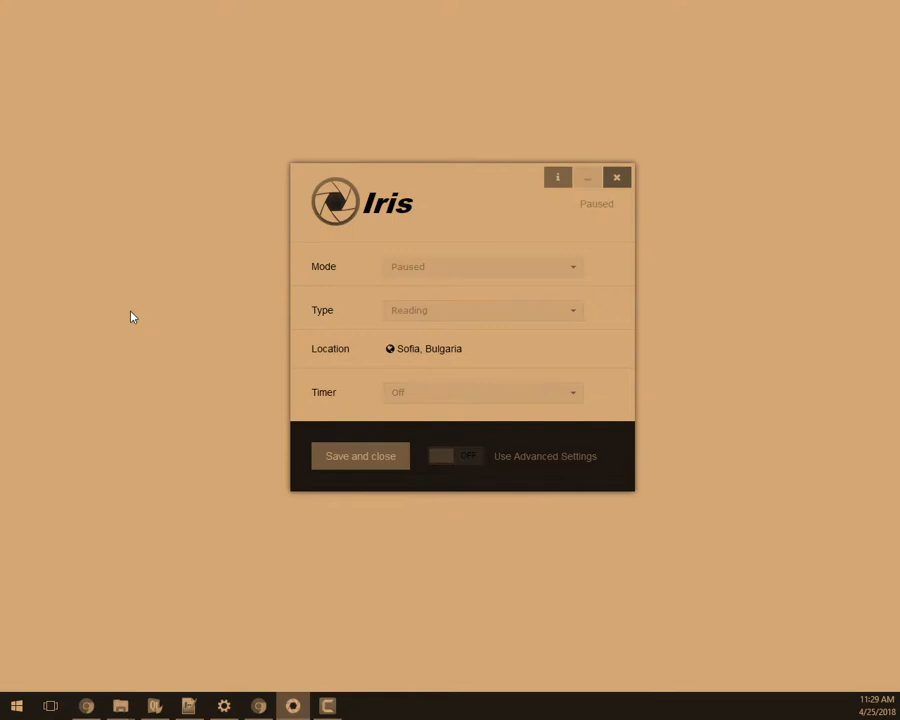 Iris
Paused
Mode
Paused
Type
Reading
Location
Sofia, Bulgaria
Timer
Off
Save and close
OFF
Use Advanced Settings
11:29 AM
4/25/2018